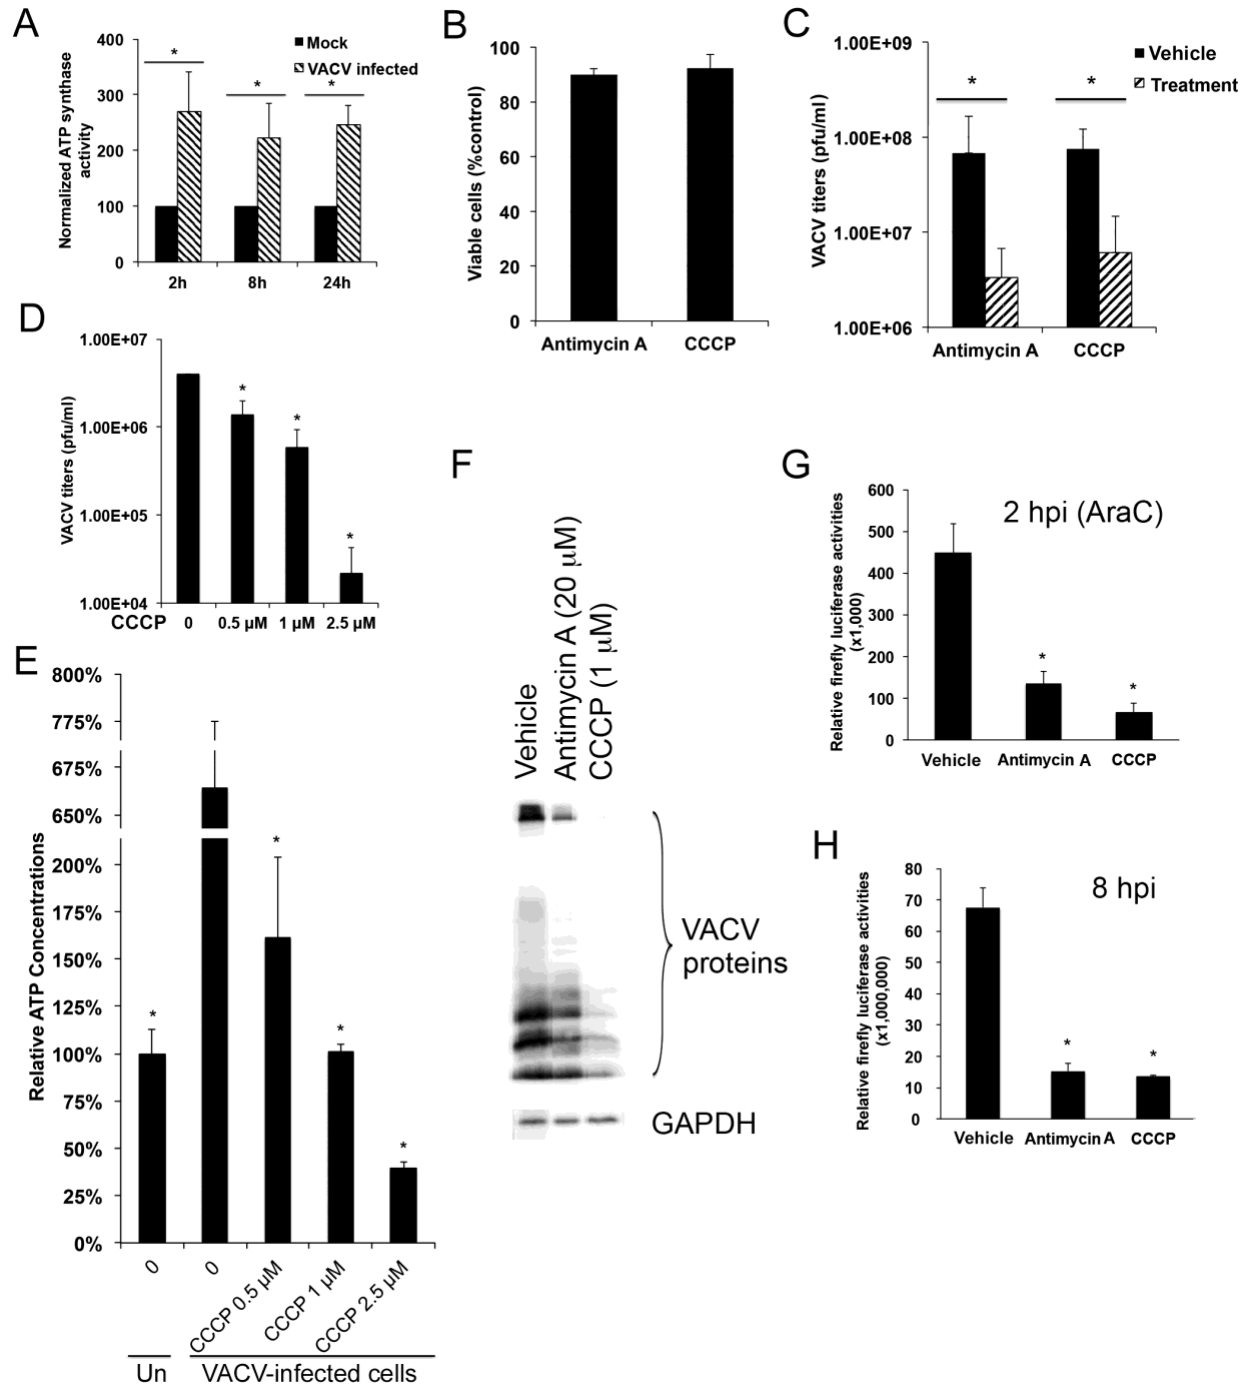 A
400
300
200
100
0
Normalized ATP synthase
activity
Mock
VACV infected
*
*
*
2h
8h
24h
B
100
80
60
40
20
0
Viable cells (%control)
Antimycin A
CCCP
C
1.00E+09
1.00E+08
1.00E+07
1.00E+06
VACV titers (pfu/ml)
Vehicle
Treatment
*
*
Antimycin A
CCCP
D
1.00E+07
1.00E+06
1.00E+05
1.00E+04
VACV titers (pfu/ml)
*
*
*
CCCP 0 0.5 µM 1 µM 2.5 µM
E
800%
775%
675%
650%
200%
175%
150%
125%
100%
75%
50%
25%
0%
Relative ATP Concentrations
*
*
*
*
0
0
CCCP 0.5 µM
CCCP 1 µM
CCCP 2.5 µM
Un
VACV-infected cells
F
Vehicle
Antimycin A (20 µM)
CCCP (1 µM)
VACV
proteins
GAPDH
G
600
500
400
300
200
100
0
Relative firefly luciferase activities
(x1,000)
2 hpi (AraC)
*
*
Vehicle
Antimycin A
CCCP
H
80
70
60
50
40
30
20
10
0
Relative firefly luciferase activities
(x1,000,000)
8 hpi
*
*
Vehicle
Antimycin A
CCCP